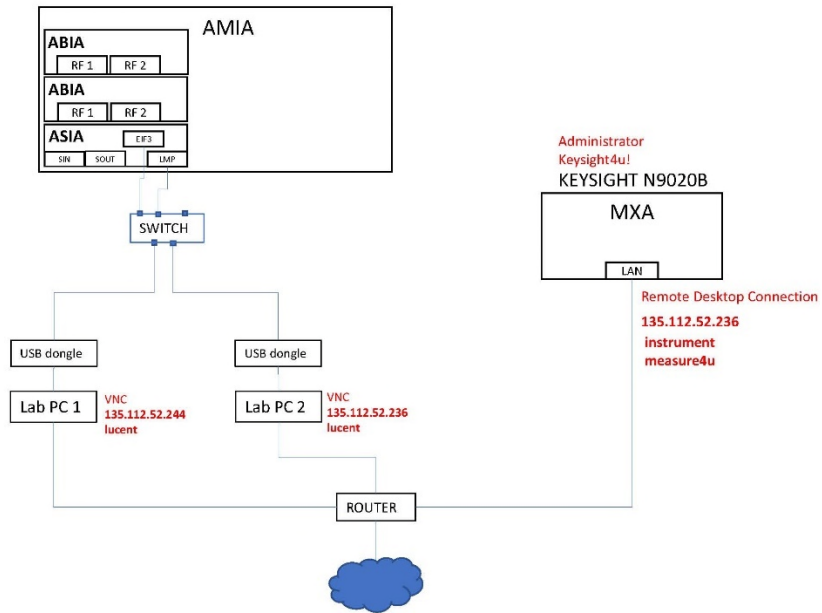 AMIA
ABIA
RF 1 RF 2
ABIA
RF 1 RF 2
ASIA
EIF3
SIN SOUT LMP
SWITCH
Administrator
Keysight4u!
KEYSIGHT N9020B
MXA
LAN
Remote Desktop Connection
135.112.52.236
instrument
measure4u
USB dongle
USB dongle
Lab PC 1
VNC
135.112.52.244
lucent
Lab PC 2
VNC
135.112.52.236
lucent
ROUTER